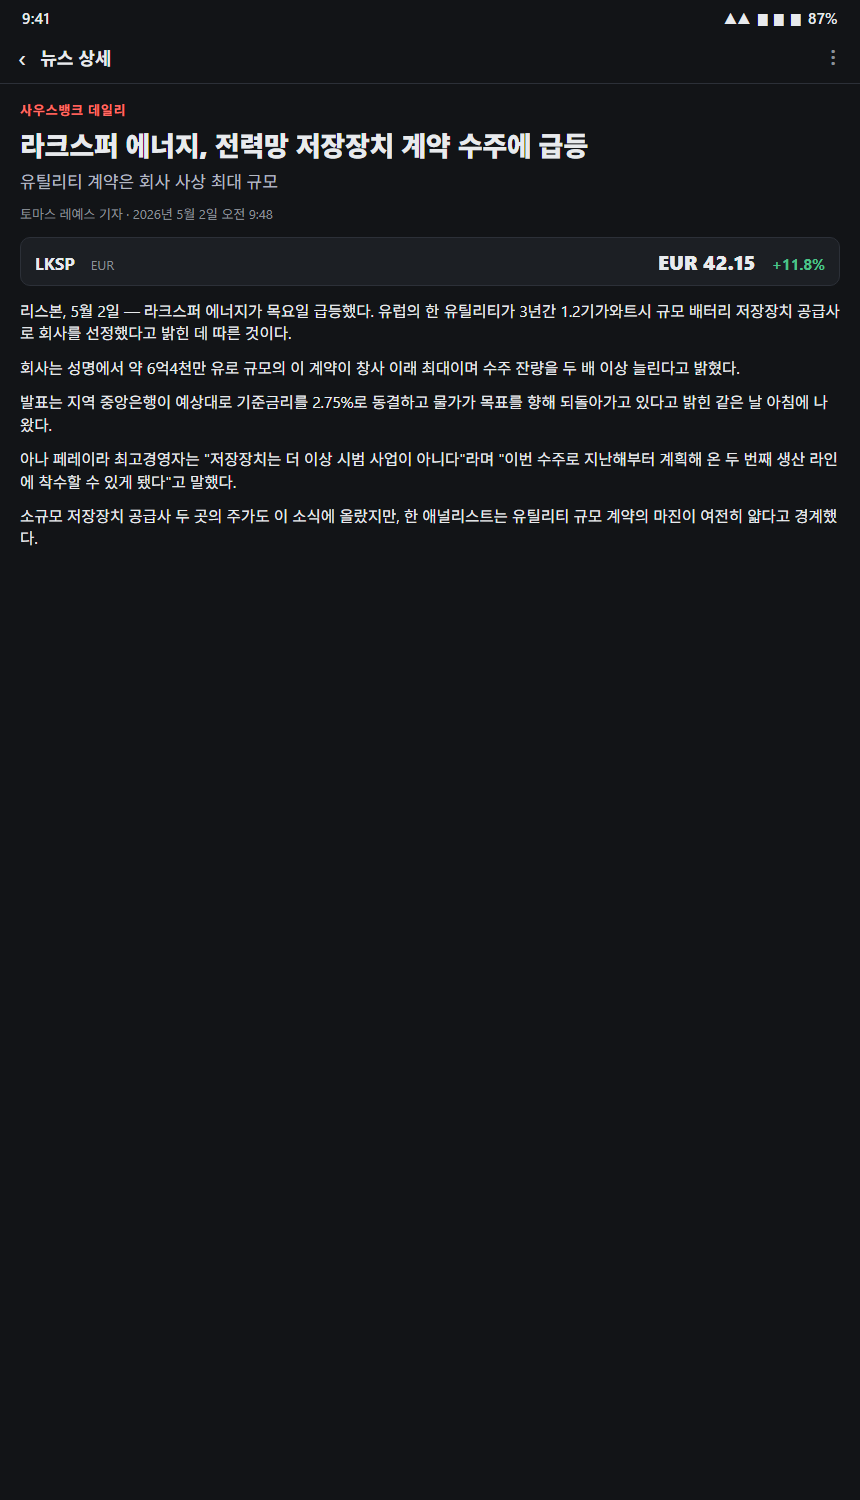 9:41
87%
‹ 뉴스 상세 ⋮
사우스뱅크 데일리
라크스퍼 에너지, 전력망 저장장치 계약 수주에 급등
유틸리티 계약은 회사 사상 최대 규모
토마스 레예스 기자 · 2026년 5월 2일 오전 9:48
LKSP EUR EUR 42.15 +11.8%
리스본, 5월 2일 — 라크스퍼 에너지가 목요일 급등했다. 유럽의 한 유틸리티가 3년간 1.2기가와트시 규모 배터리 저장장치 공급사
로 회사를 선정했다고 밝힌 데 따른 것이다.
회사는 성명에서 약 6억4천만 유로 규모의 이 계약이 창사 이래 최대이며 수주 잔량을 두 배 이상 늘린다고 밝혔다.
발표는 지역 중앙은행이 예상대로 기준금리를 2.75%로 동결하고 물가가 목표를 향해 되돌아가고 있다고 밝힌 같은 날 아침에 나
왔다.
아나 페레이라 최고경영자는 "저장장치는 더 이상 시범 사업이 아니다"라며 "이번 수주로 지난해부터 계획해 온 두 번째 생산 라인
에 착수할 수 있게 됐다"고 말했다.
소규모 저장장치 공급사 두 곳의 주가도 이 소식에 올랐지만, 한 애널리스트는 유틸리티 규모 계약의 마진이 여전히 얇다고 경계했
다.